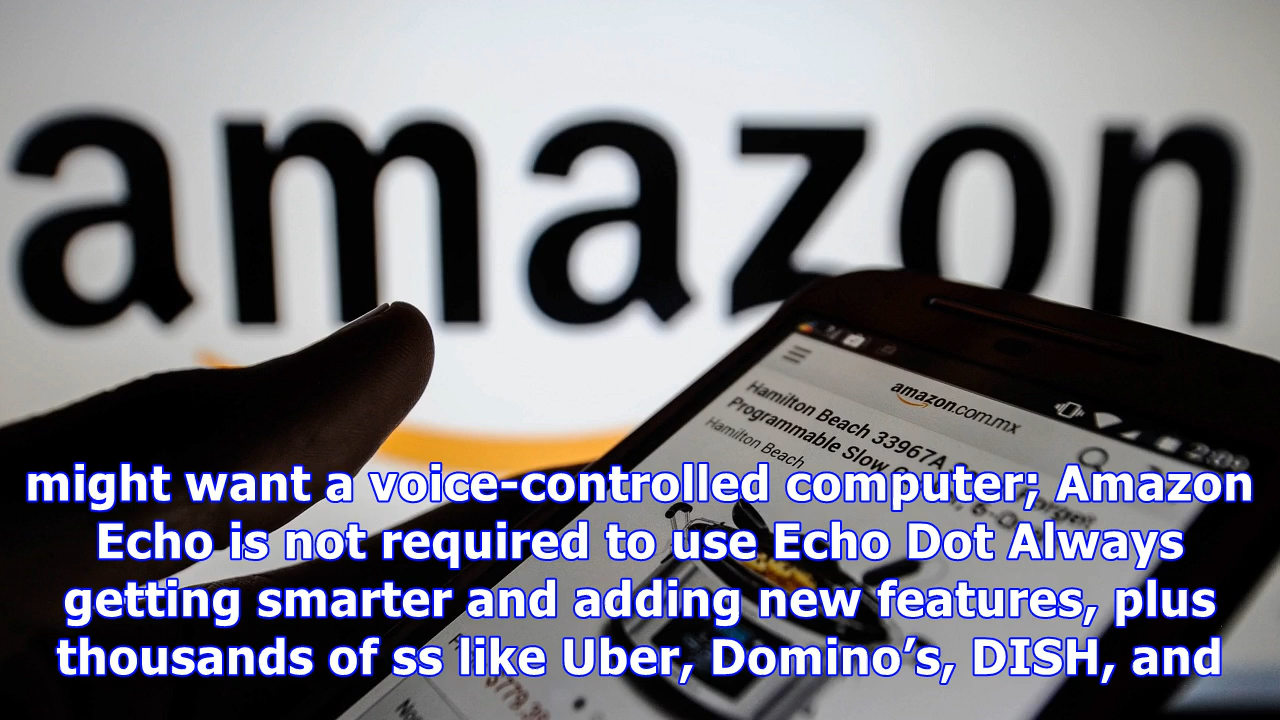 amazon
amazon.com.mx
Hamilton Beach 33967A
Programmable Slow
Hamilton Beach
might want a voice-controlled computer; Amazon
Echo is not required to use Echo Dot Always
getting smarter and adding new features, plus
thousands of ss like Uber, Domino’s, DISH, and